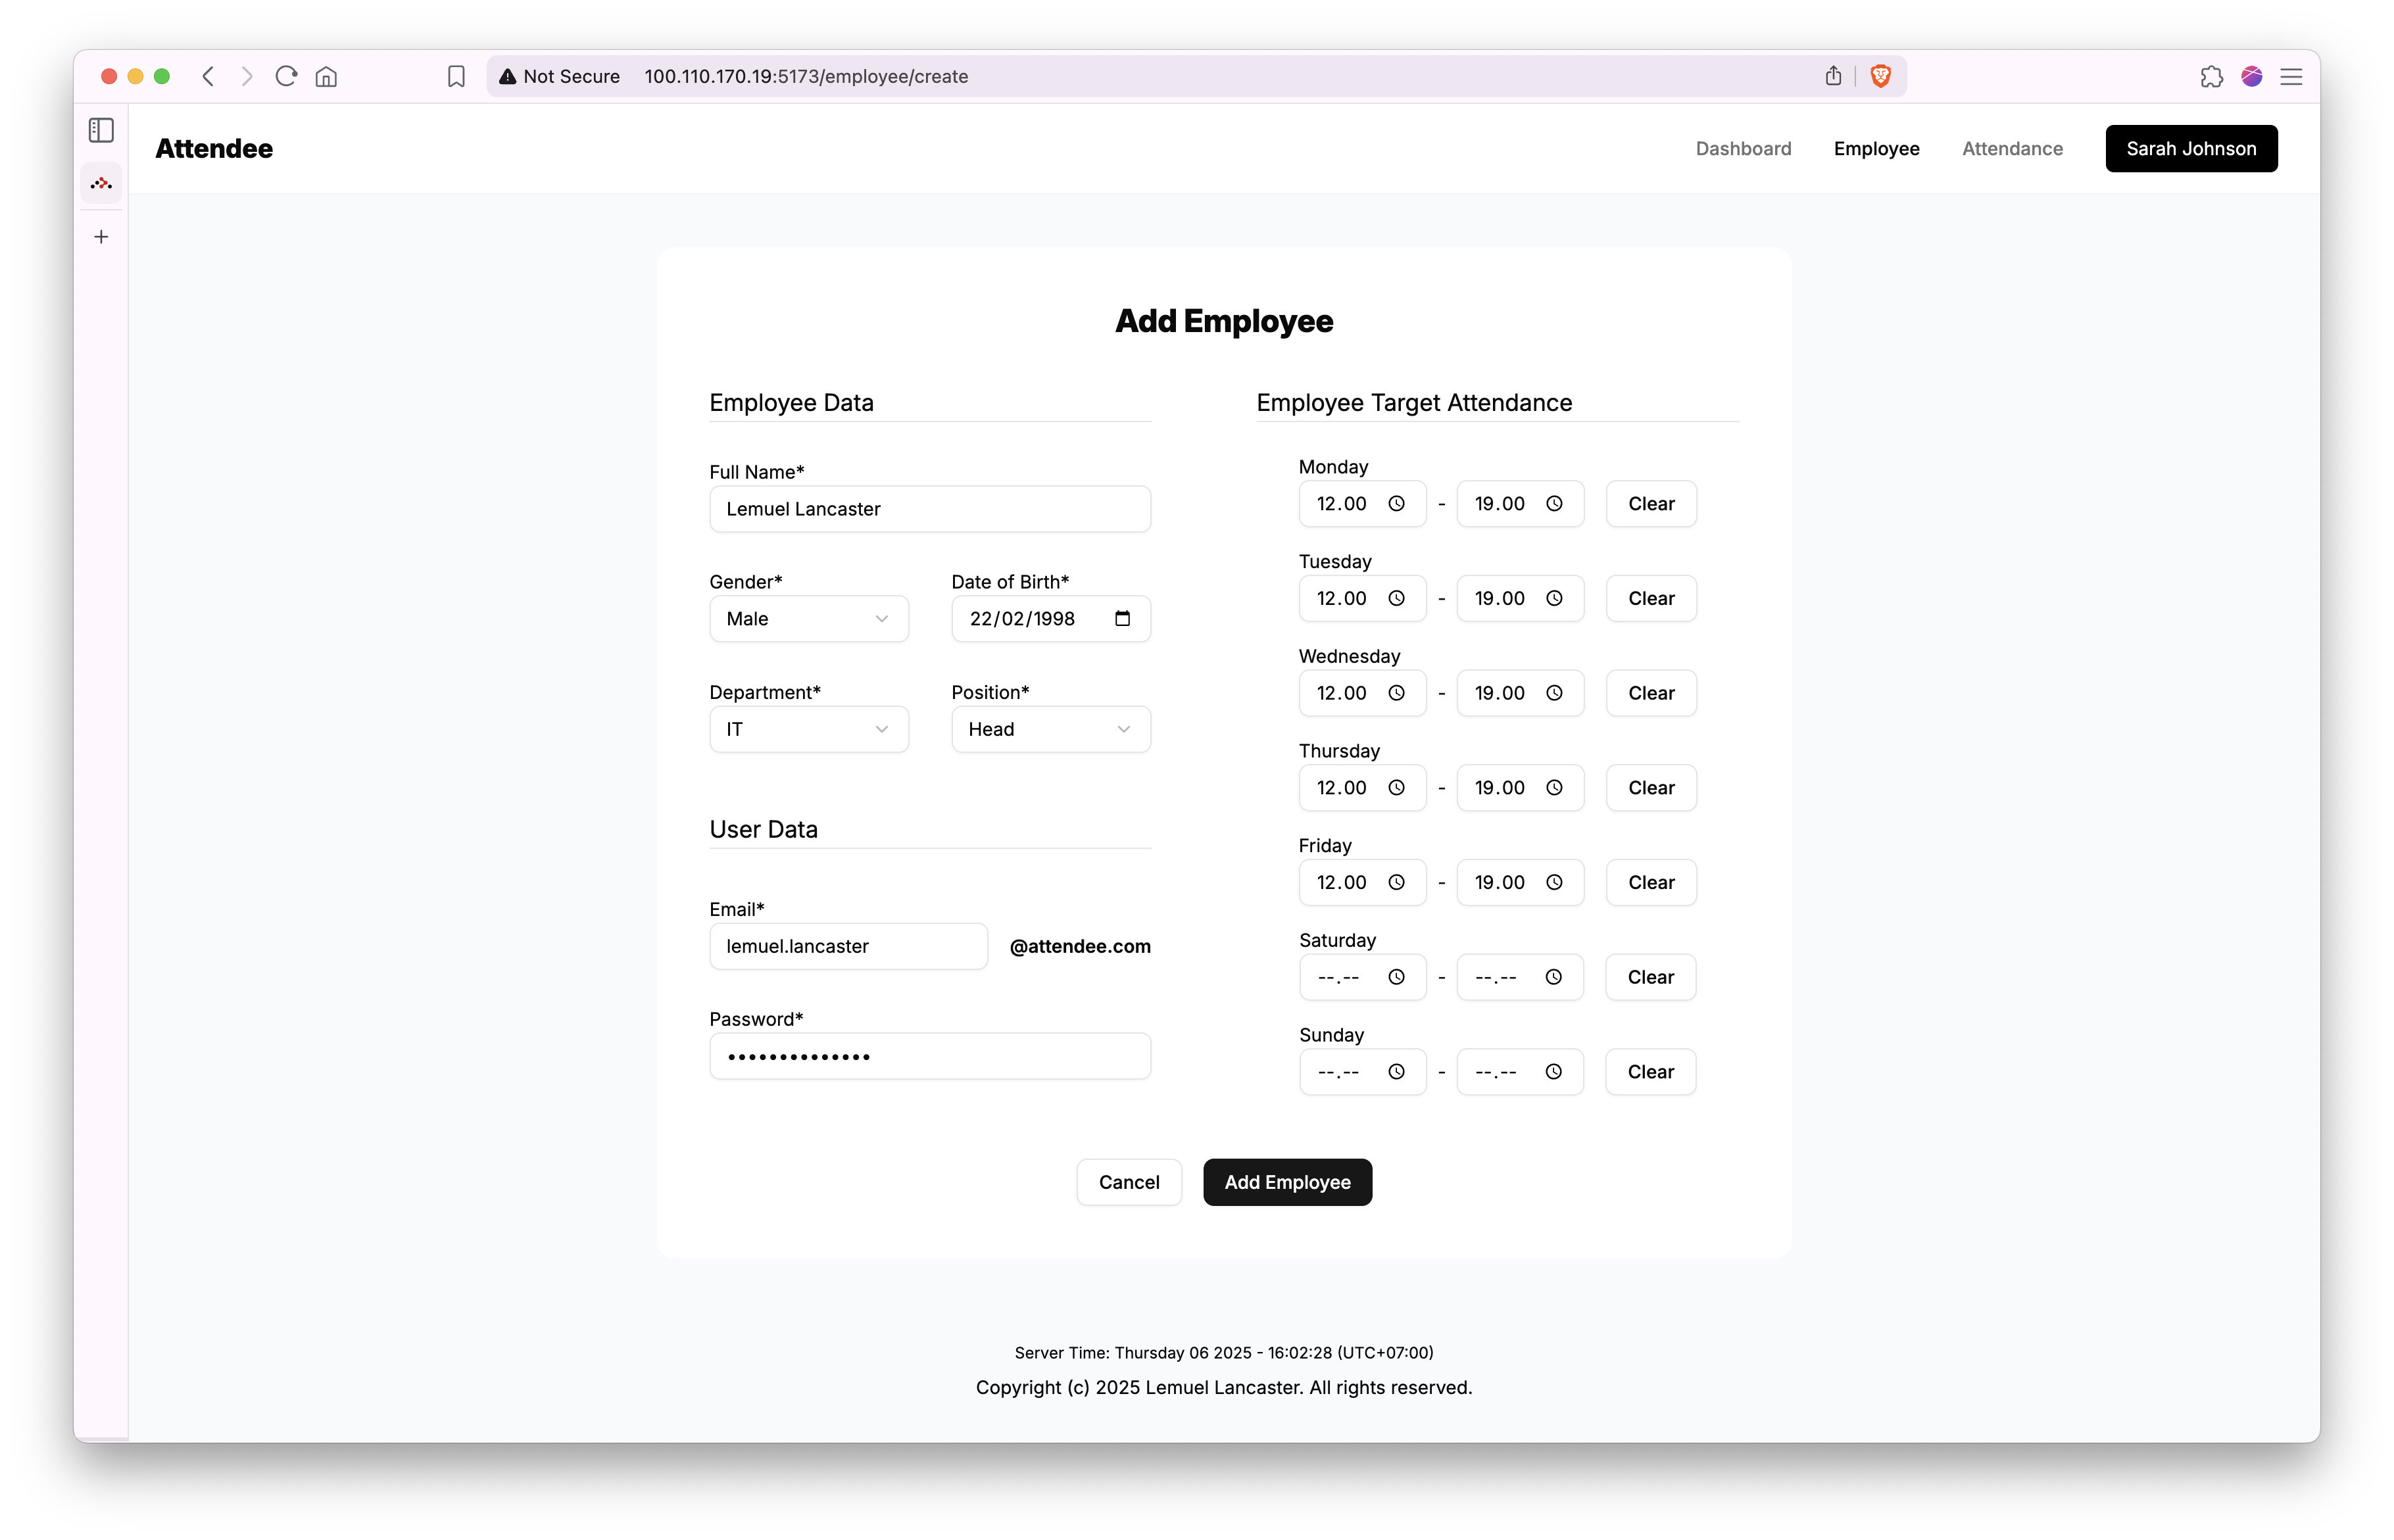 Not Secure 100.110.170.19:5173/employee/create
Attendee
Dashboard Employee Attendance Sarah Johnson
Add Employee
Employee Data
Full Name*
Lemuel Lancaster
Gender* Date of Birth*
Male 22/02/1998
Department* Position*
IT Head
User Data
Email*
lemuel.lancaster @attendee.com
Password*
••••••••••••••
Employee Target Attendance
Monday
12.00 - 19.00 Clear
Tuesday
12.00 - 19.00 Clear
Wednesday
12.00 - 19.00 Clear
Thursday
12.00 - 19.00 Clear
Friday
12.00 - 19.00 Clear
Saturday
--.-- - --.-- Clear
Sunday
--.-- - --.-- Clear
Cancel Add Employee
Server Time: Thursday 06 2025 - 16:02:28 (UTC+07:00)
Copyright (c) 2025 Lemuel Lancaster. All rights reserved.